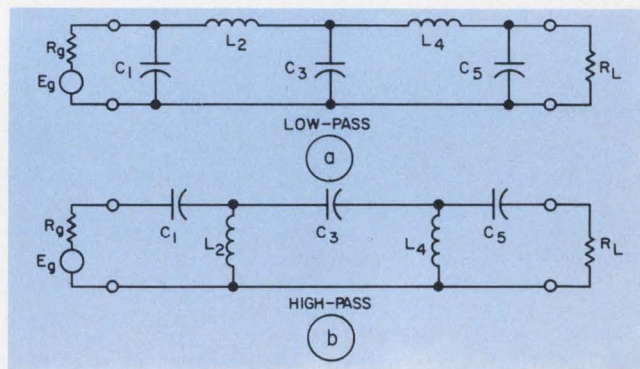 L2 L4
Rg C1 C3 C5 RL
Eg
LOW-PASS
a
C1 C3 C5
Rg L2 L4 RL
Eg
HIGH-PASS
b